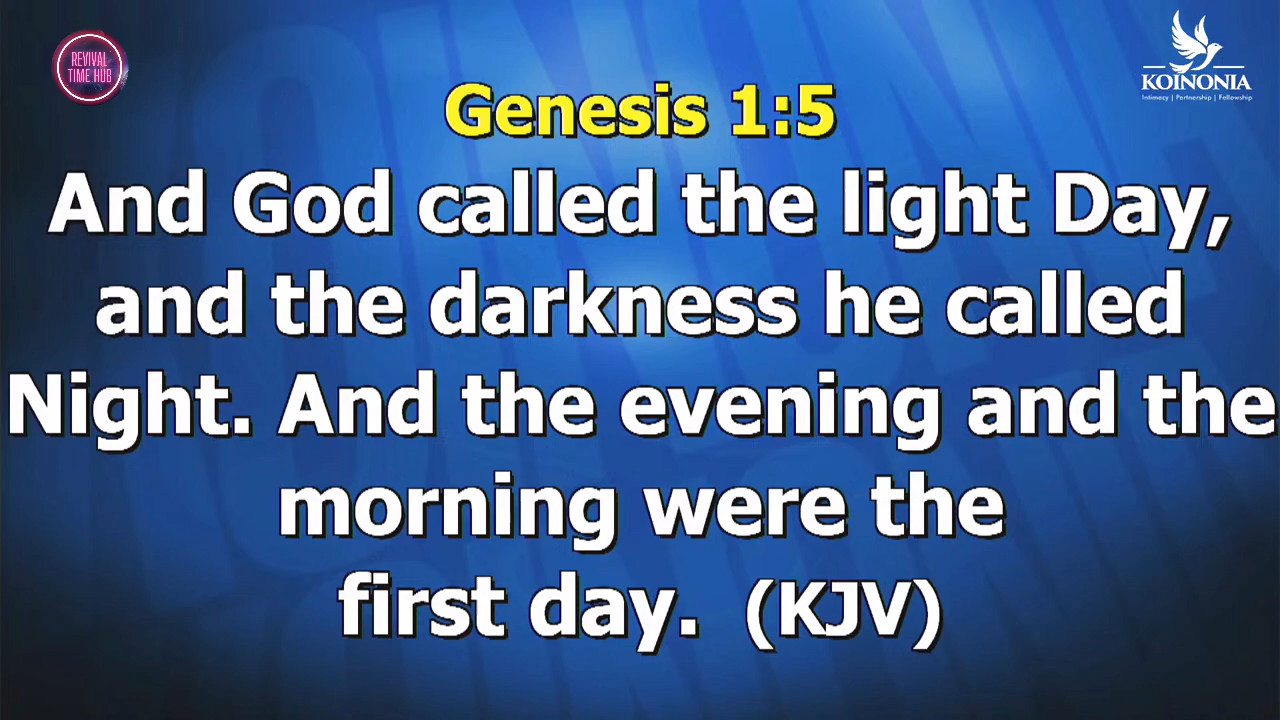 REVIVAL
TIME HUB
KOINONIA
Intimacy | Partnership | Fellowship
Genesis 1:5
And God called the light Day,
and the darkness he called
Night. And the evening and the
morning were the
first day. (KJV)